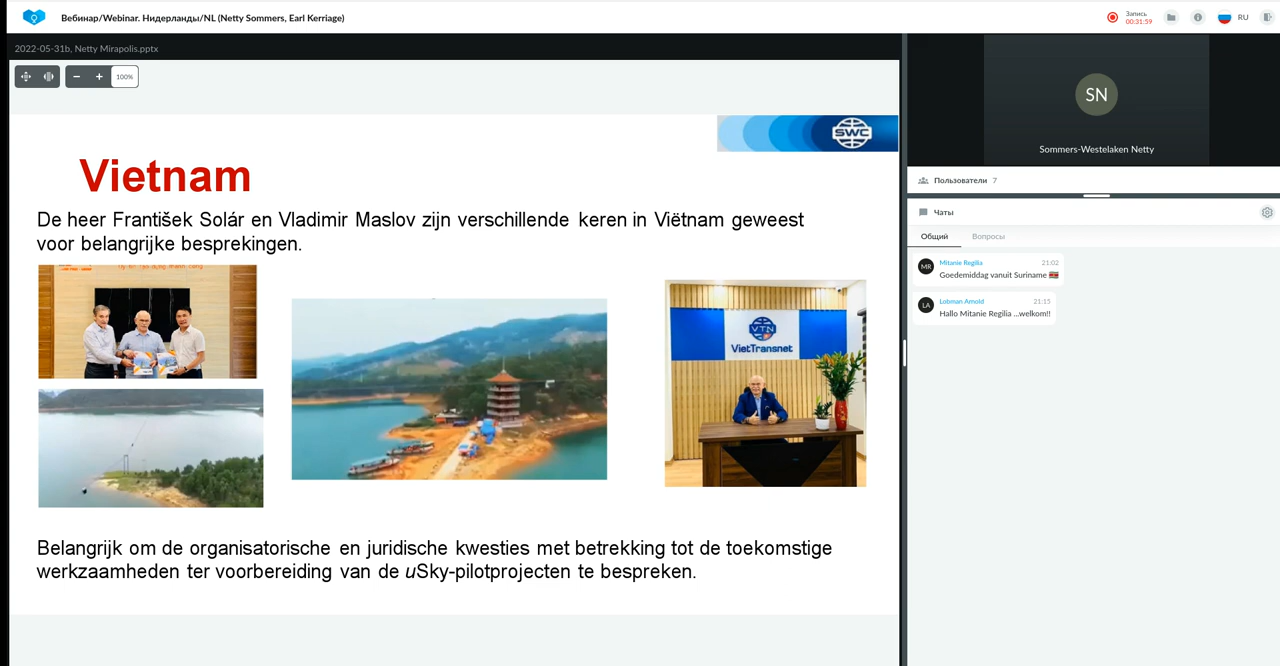 Вебинар/Webinar. Нидерланды/NL (Netty Sommers, Earl Kerriage)
Запись
00:31:59
RU
2022-05-31b, Netty Mirapolis.pptx
100%
SWC
Vietnam
De heer František Solár en Vladimir Maslov zijn verschillende keren in Viëtnam geweest
voor belangrijke besprekingen.
VTN
VietTransnet
Belangrijk om de organisatorische en juridische kwesties met betrekking tot de toekomstige
werkzaamheden ter voorbereiding van de uSky-pilotprojecten te bespreken.
SN
Sommers-Westelaken Netty
Пользователи 7
Чаты
Общий Вопросы
MR Mitanie Regilia 21:02
Goedemiddag vanuit Suriname 🇸🇷
LA Lobman Arnold 21:15
Hallo Mitanie Regilia ...welkom!!